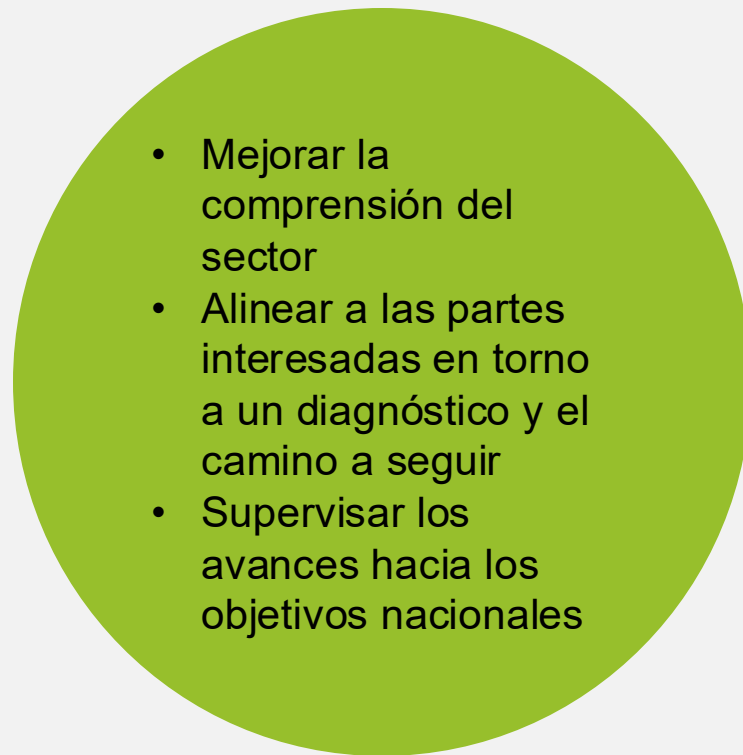 • Mejorar la
comprensión del
sector
• Alinear a las partes
interesadas en torno
a un diagnóstico y el
camino a seguir
• Supervisar los
avances hacia los
objetivos nacionales